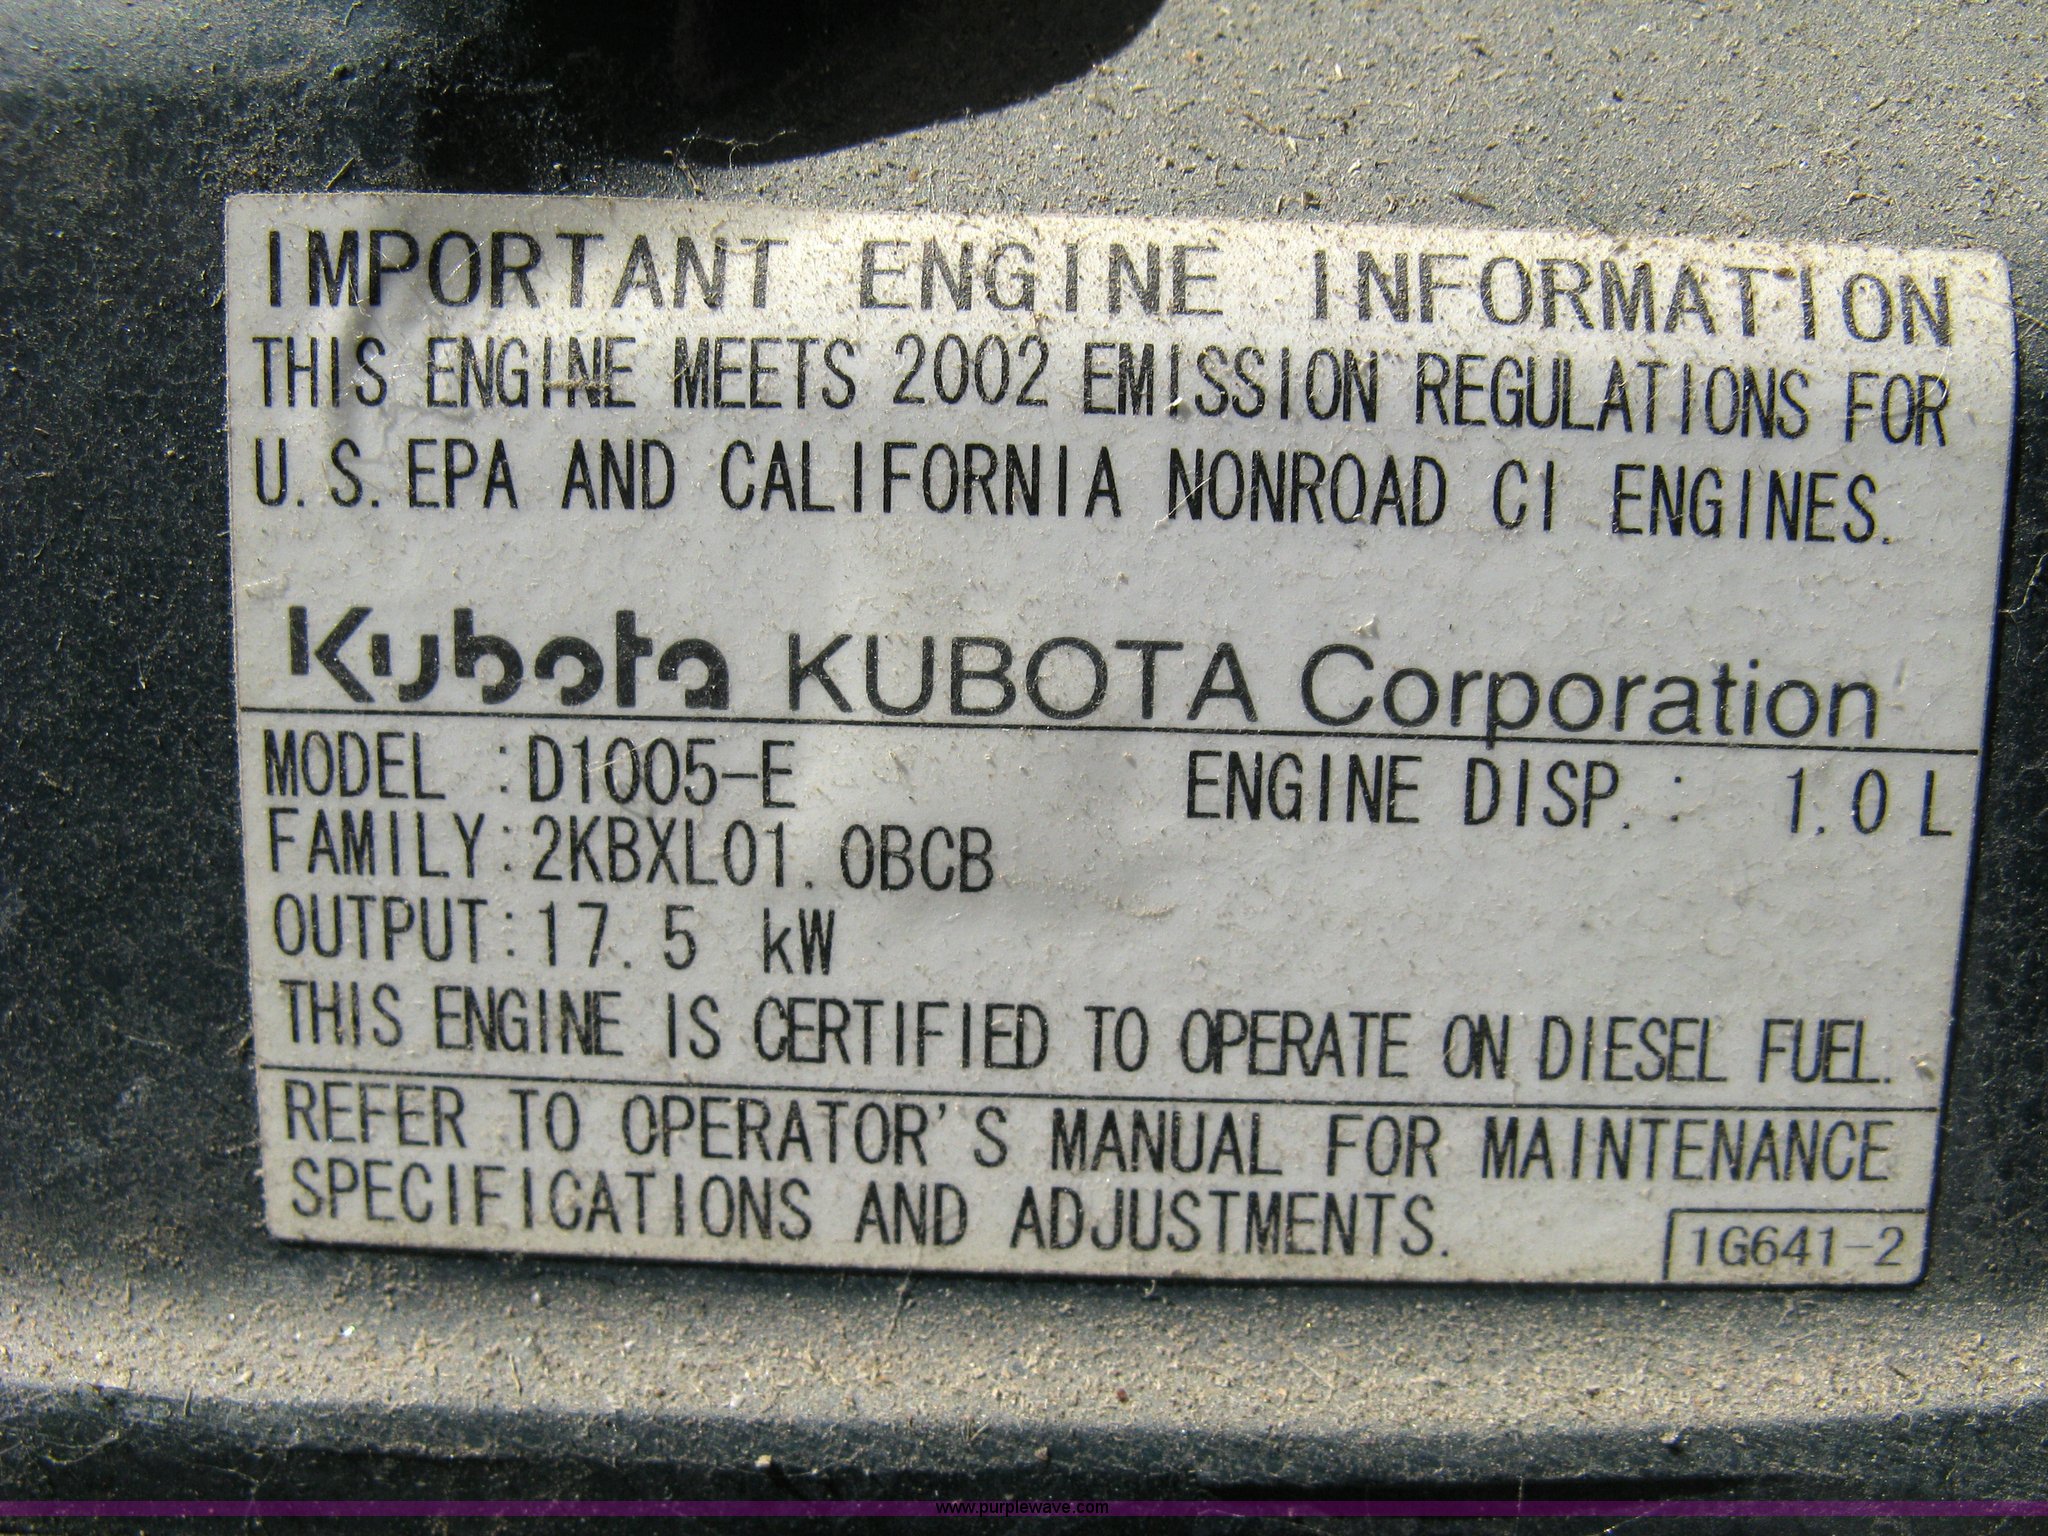 IMPORTANT ENGINE INFORMATION
THIS ENGINE MEETS 2002 EMISSION REGULATIONS FOR
U.S. EPA AND CALIFORNIA NONROAD CI ENGINES.
Kubota KUBOTA Corporation
MODEL :D1005-E ENGINE DISP.: 1.0 L
FAMILY:2KBXL01.0BCB
OUTPUT:17.5 kW
THIS ENGINE IS CERTIFIED TO OPERATE ON DIESEL FUEL.
REFER TO OPERATOR'S MANUAL FOR MAINTENANCE
SPECIFICATIONS AND ADJUSTMENTS.
1G641-2
www.purplewave.com